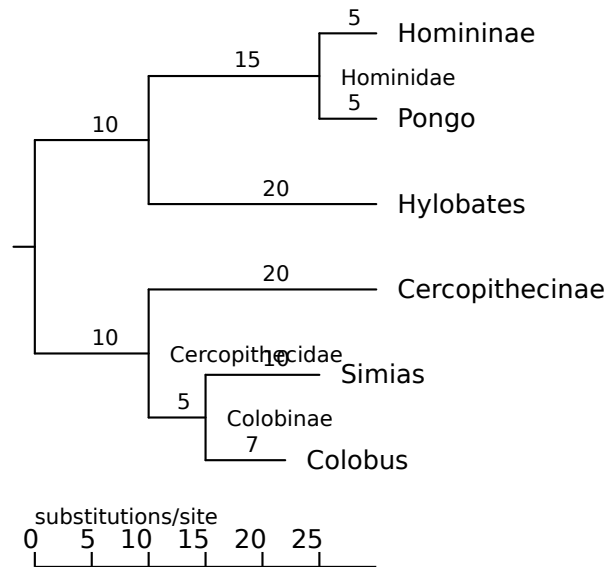 5
Homininae
15
Hominidae
5
Pongo
10
20
Hylobates
20
Cercopithecinae
10
Cercopithecidae
10
Simias
5
Colobinae
7
Colobus
substitutions/site
0 5 10 15 20 25